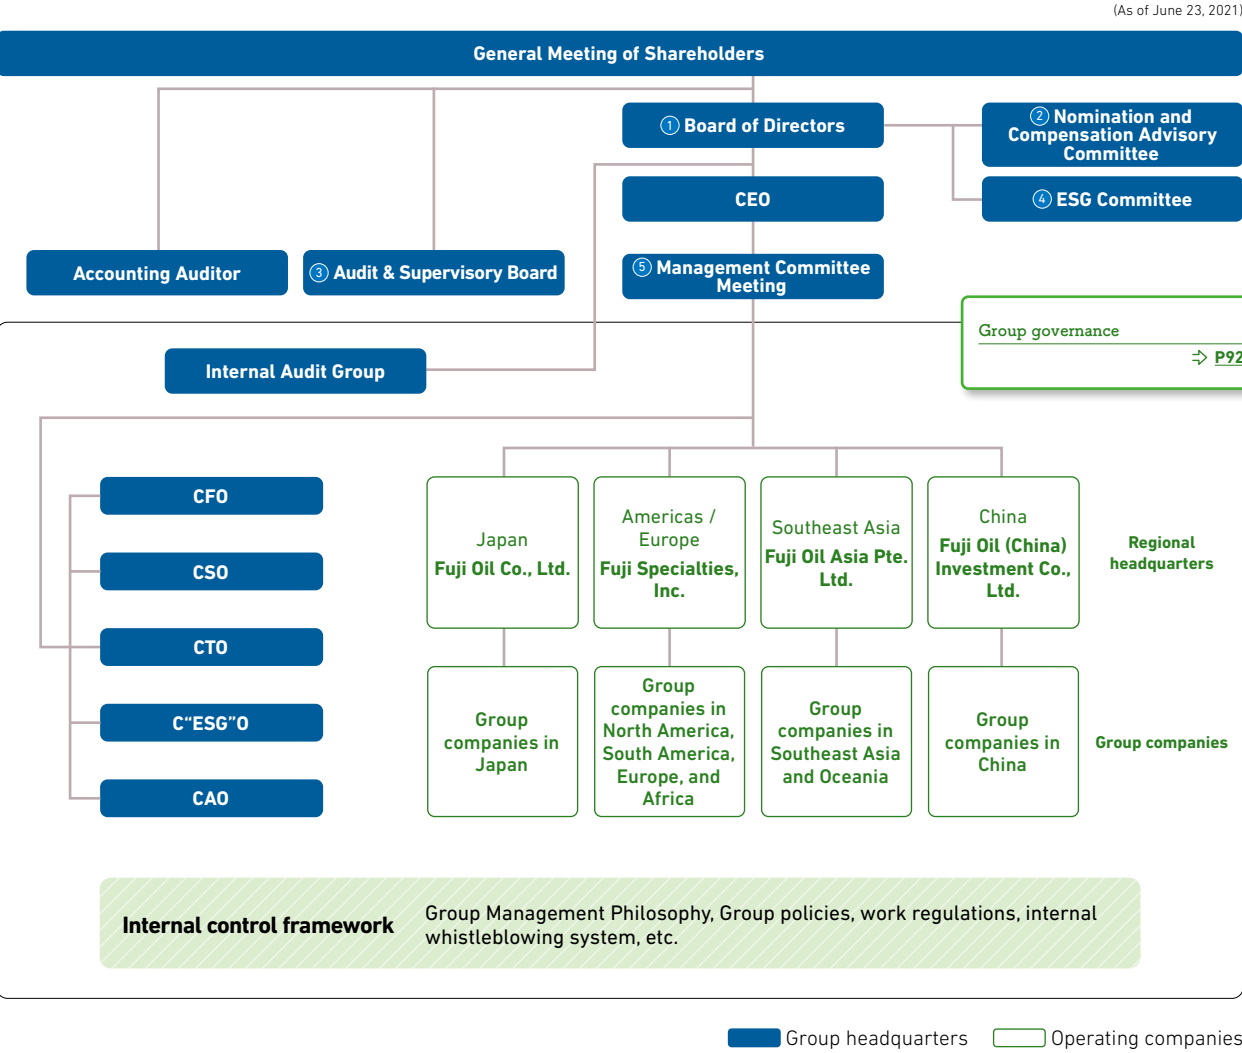 (As of June 23, 2021)
General Meeting of Shareholders
① Board of Directors
② Nomination and
Compensation Advisory
Committee
CEO
④ ESG Committee
Accounting Auditor
③ Audit & Supervisory Board
⑤ Management Committee
Meeting
Group governance
⇨ P92
Internal Audit Group
CFO
CSO
CTO
C“ESG”O
CAO
Japan
Fuji Oil Co., Ltd.
Americas /
Europe
Fuji Specialties,
Inc.
Southeast Asia
Fuji Oil Asia Pte.
Ltd.
China
Fuji Oil (China)
Investment Co.,
Ltd.
Regional
headquarters
Group
companies in
Japan
Group
companies in
North America,
South America,
Europe, and
Africa
Group
companies in
Southeast Asia
and Oceania
Group
companies in
China
Group companies
Internal control framework
Group Management Philosophy, Group policies, work regulations, internal
whistleblowing system, etc.
Group headquarters
Operating companies